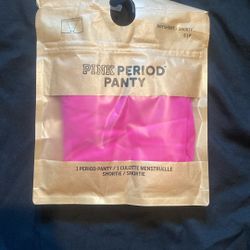 PINK PERIOD
PANTY
1 PERIOD PANTY / 1 CULOTTE MENSTRUELLE
SHORTIE / SHORTIE